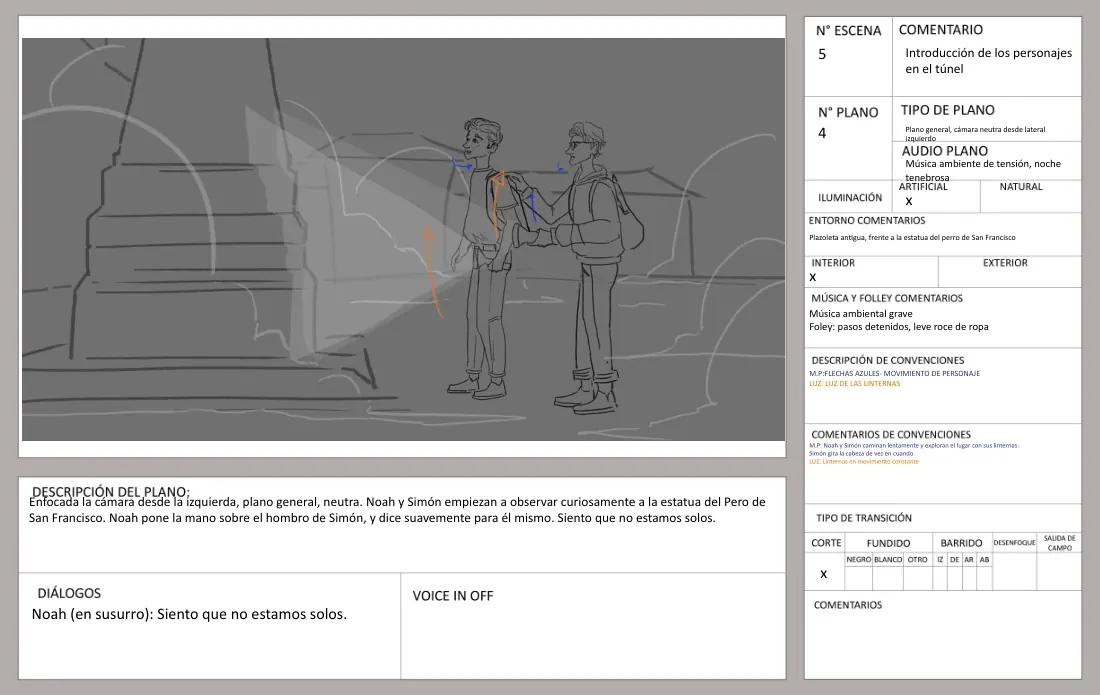 N° ESCENA
5
COMENTARIO
Introducción de los personajes
en el túnel
N° PLANO
4
TIPO DE PLANO
Plano general, cámara neutra desde lateral
izquierdo
AUDIO PLANO
Música ambiente de tensión, noche
tenebrosa
ILUMINACIÓN
ARTIFICIAL
X
NATURAL
ENTORNO COMENTARIOS
Plazoleta antigua, frente a la estatua del perro de San Francisco
INTERIOR
X
EXTERIOR
MÚSICA Y FOLLEY COMENTARIOS
Música ambiental grave
Foley: pasos detenidos, leve roce de ropa
DESCRIPCIÓN DE CONVENCIONES
M.P:FLECHAS AZULES- MOVIMIENTO DE PERSONAJE
LUZ: LUZ DE LAS LINTERNAS
COMENTARIOS DE CONVENCIONES
M.P: Noah y Simón caminan lentamente y exploran el lugar con sus linternas.
Simón gira la cabeza de vez en cuando
LUZ: Linternas en movimiento constante
TIPO DE TRANSICIÓN
CORTE FUNDIDO BARRIDO DESENFOQUE SALIDA DE
CAMPO
NEGRO BLANCO OTRO IZ DE AR AB
X
COMENTARIOS
DESCRIPCIÓN DEL PLANO:
Enfocada la cámara desde la izquierda, plano general, neutra. Noah y Simón empiezan a observar curiosamente a la estatua del Pero de
San Francisco. Noah pone la mano sobre el hombro de Simón, y dice suavemente para él mismo. Siento que no estamos solos.
DIÁLOGOS
Noah (en susurro): Siento que no estamos solos.
VOICE IN OFF